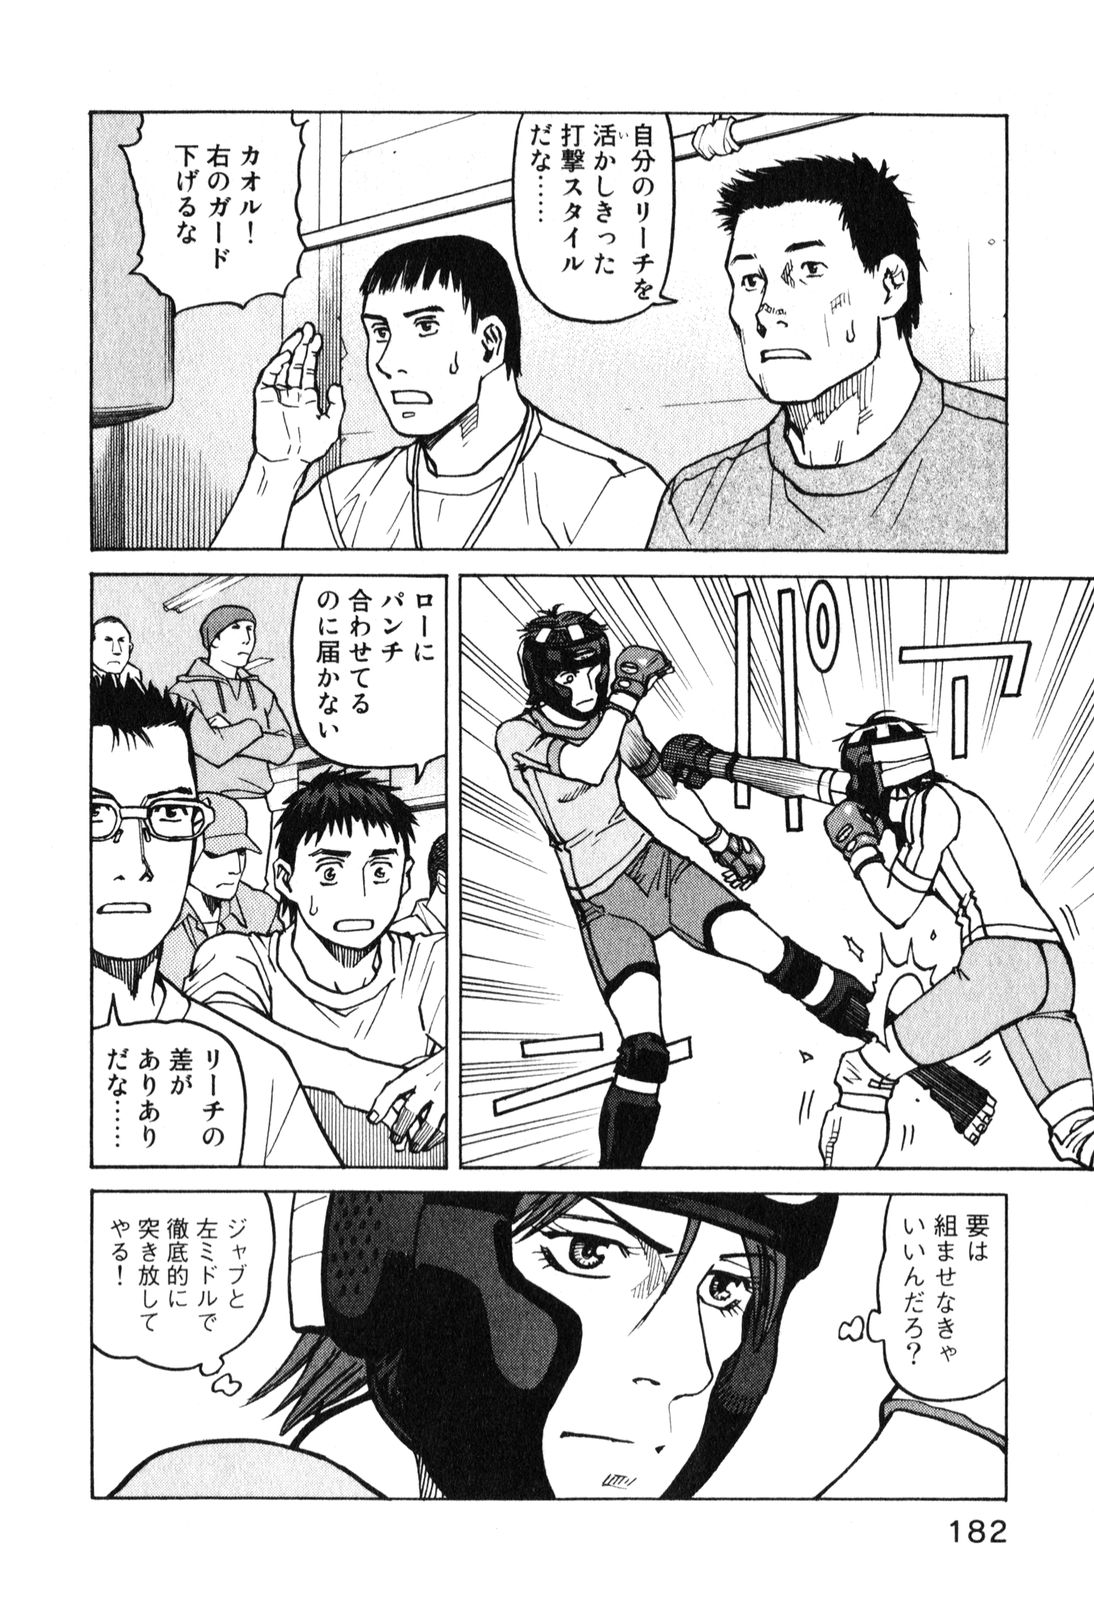 自分のリーチを
活かしきった
い
打撃スタイル
だな……
カオル！
右のガード
下げるな
ローに
パンチ
合わせてる
のに届かない
リーチの
差が
ありあり
だな……
要は
組ませなきゃ
いいんだろ？
ジャブと
左ミドルで
徹底的に
突き放して
やる！
182